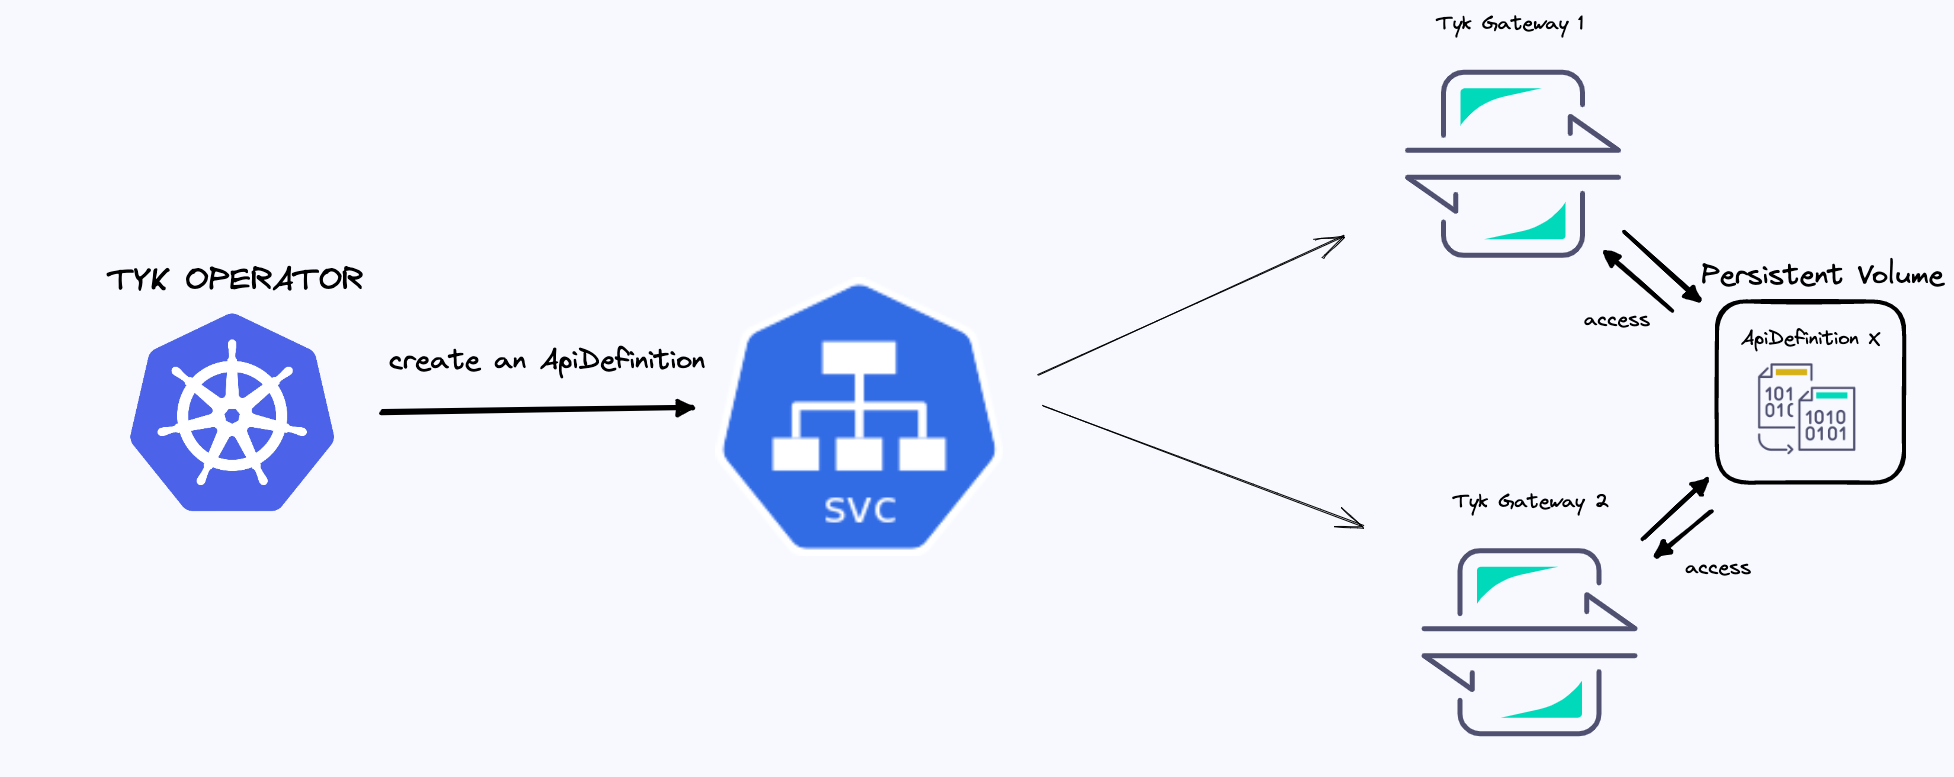 Tyk Gateway 1
TYK OPERATOR
create an ApiDefinition
svc
access
Persistent Volume
ApiDefinition X
101
010
1010
0101
Tyk Gateway 2
access